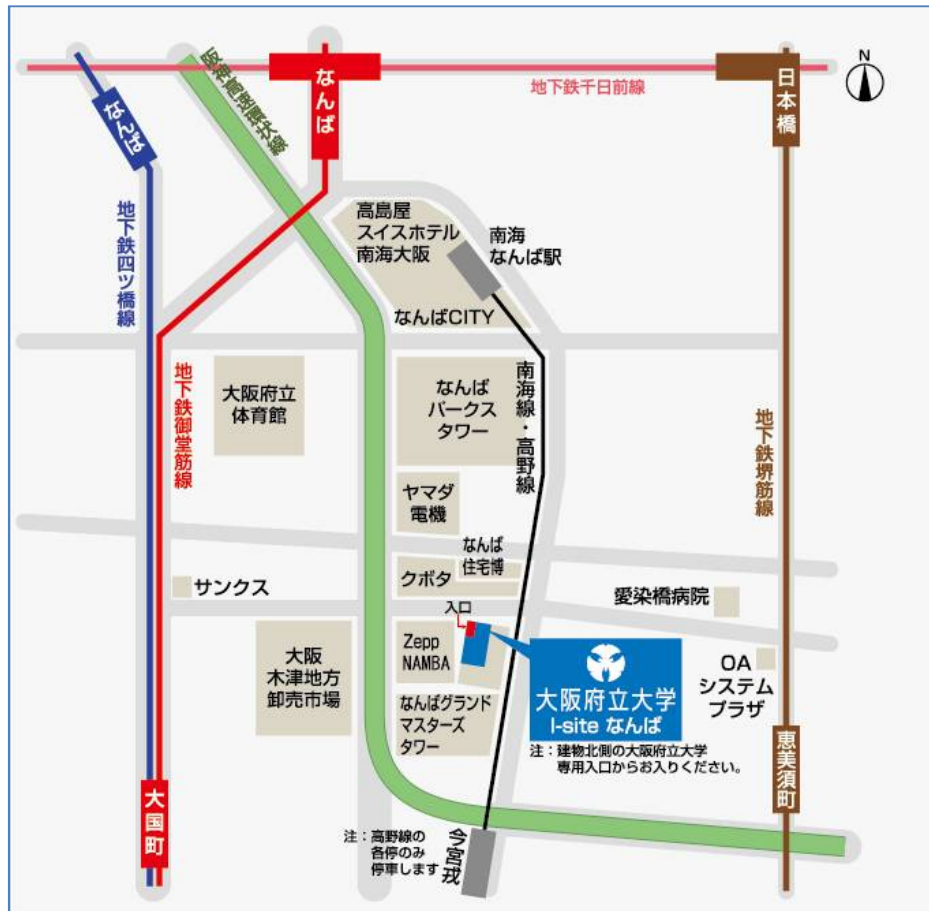 なんば
阪神高速環状線
なんば
地下鉄千日前線
日本橋
N
地下鉄四ツ橋線
高島屋
スイスホテル
南海大阪
南海
なんば駅
なんばCITY
地下鉄御堂筋線
大阪府立
体育館
なんば
パークス
タワー
南海線・高野線
地下鉄堺筋線
ヤマダ
電機
なんば
住宅博
クボタ
サンクス
入口
愛染橋病院
Zepp
NAMBA
大阪
木津地方
卸売市場
大阪府立大学
I-site なんば
OA
システム
プラザ
なんばグランド
マスターズ
タワー
注：建物北側の大阪府立大学
専用入口からお入りください。
恵美須町
大国町
注：高野線の
各停のみ
停車します
今宮戎